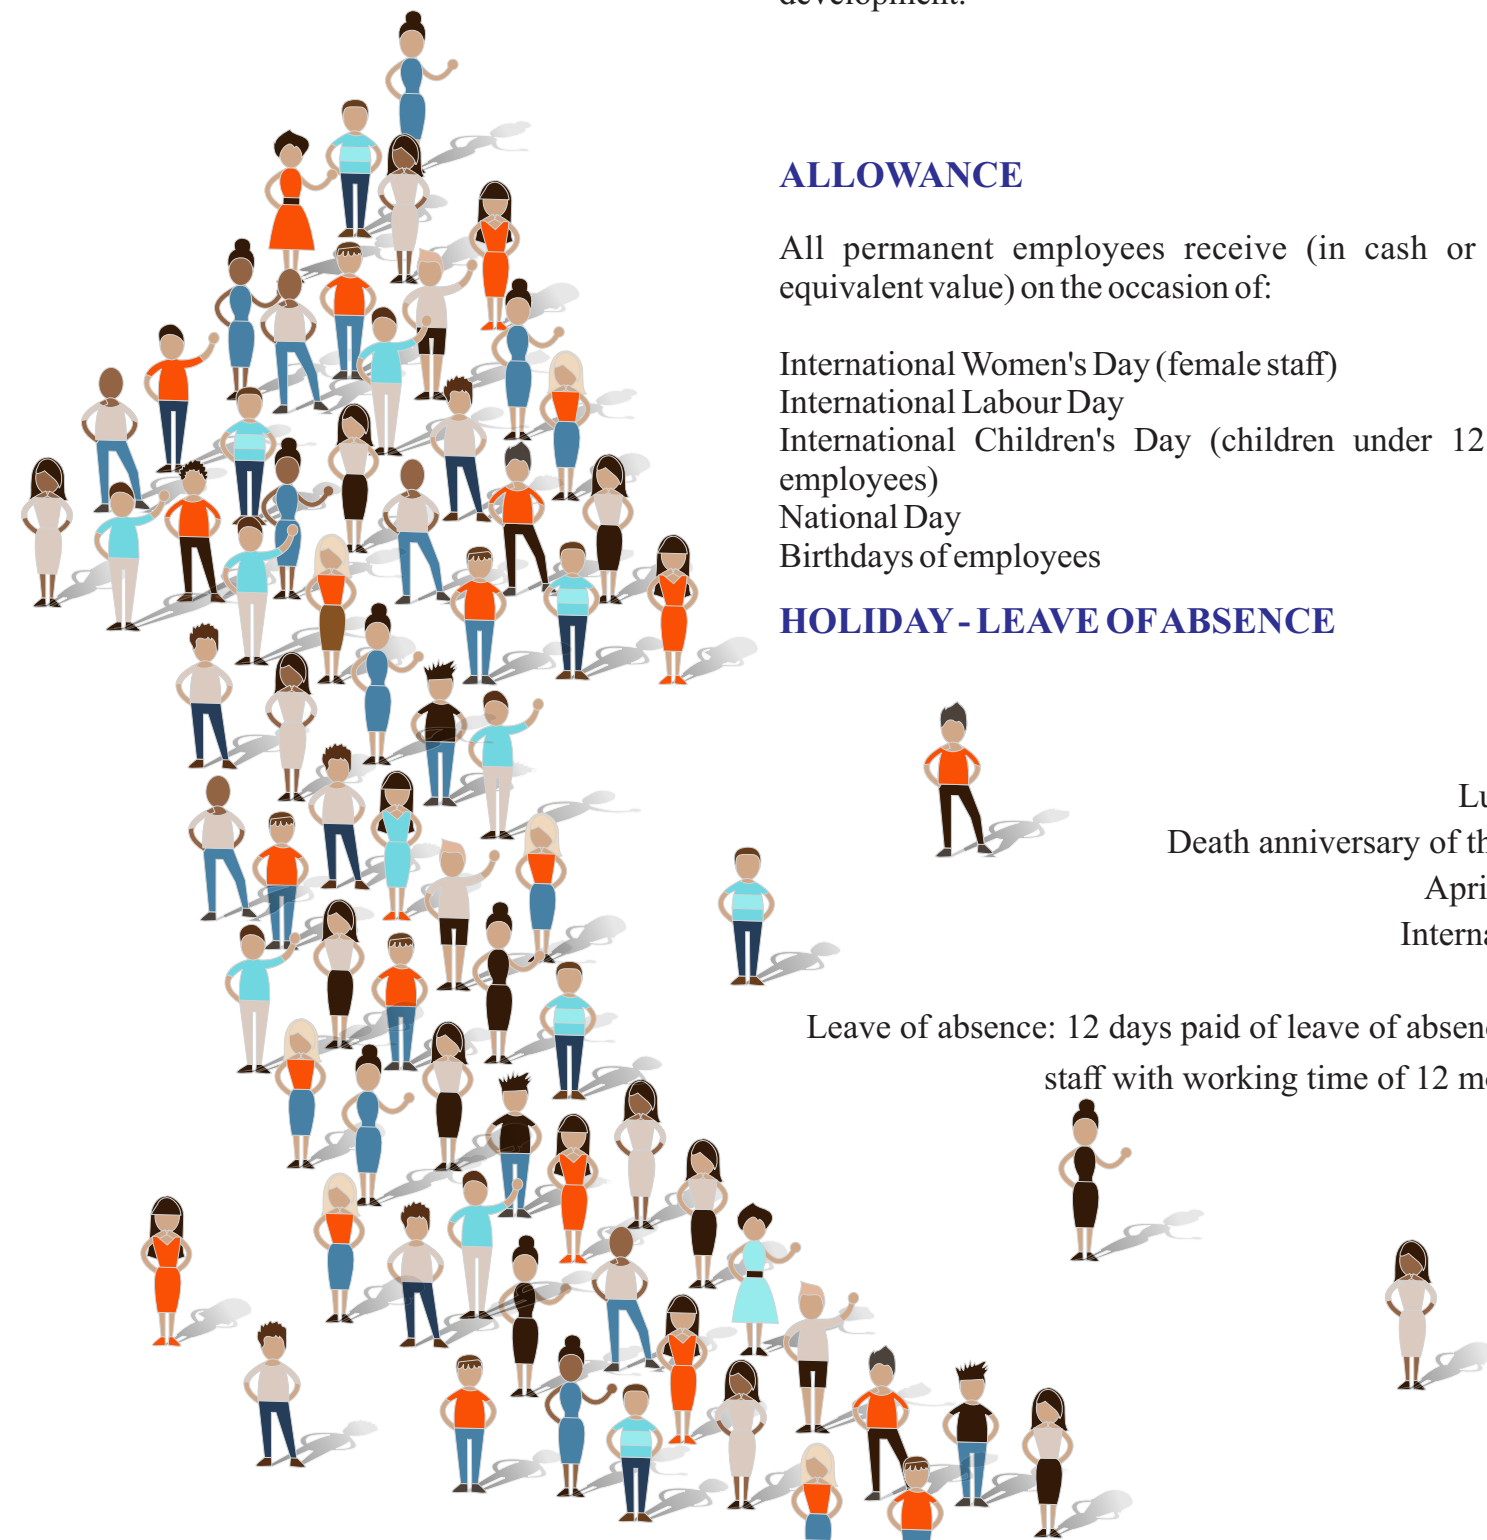 development.
ALLOWANCE
All permanent employees receive (in cash or
equivalent value) on the occasion of:
International Women's Day (female staff)
International Labour Day
International Children's Day (children under 12
employees)
National Day
Birthdays of employees
HOLIDAY - LEAVE OF ABSENCE
Death anniversary of
Leave of absence: 12 days paid of leave of
staff with working time of 12